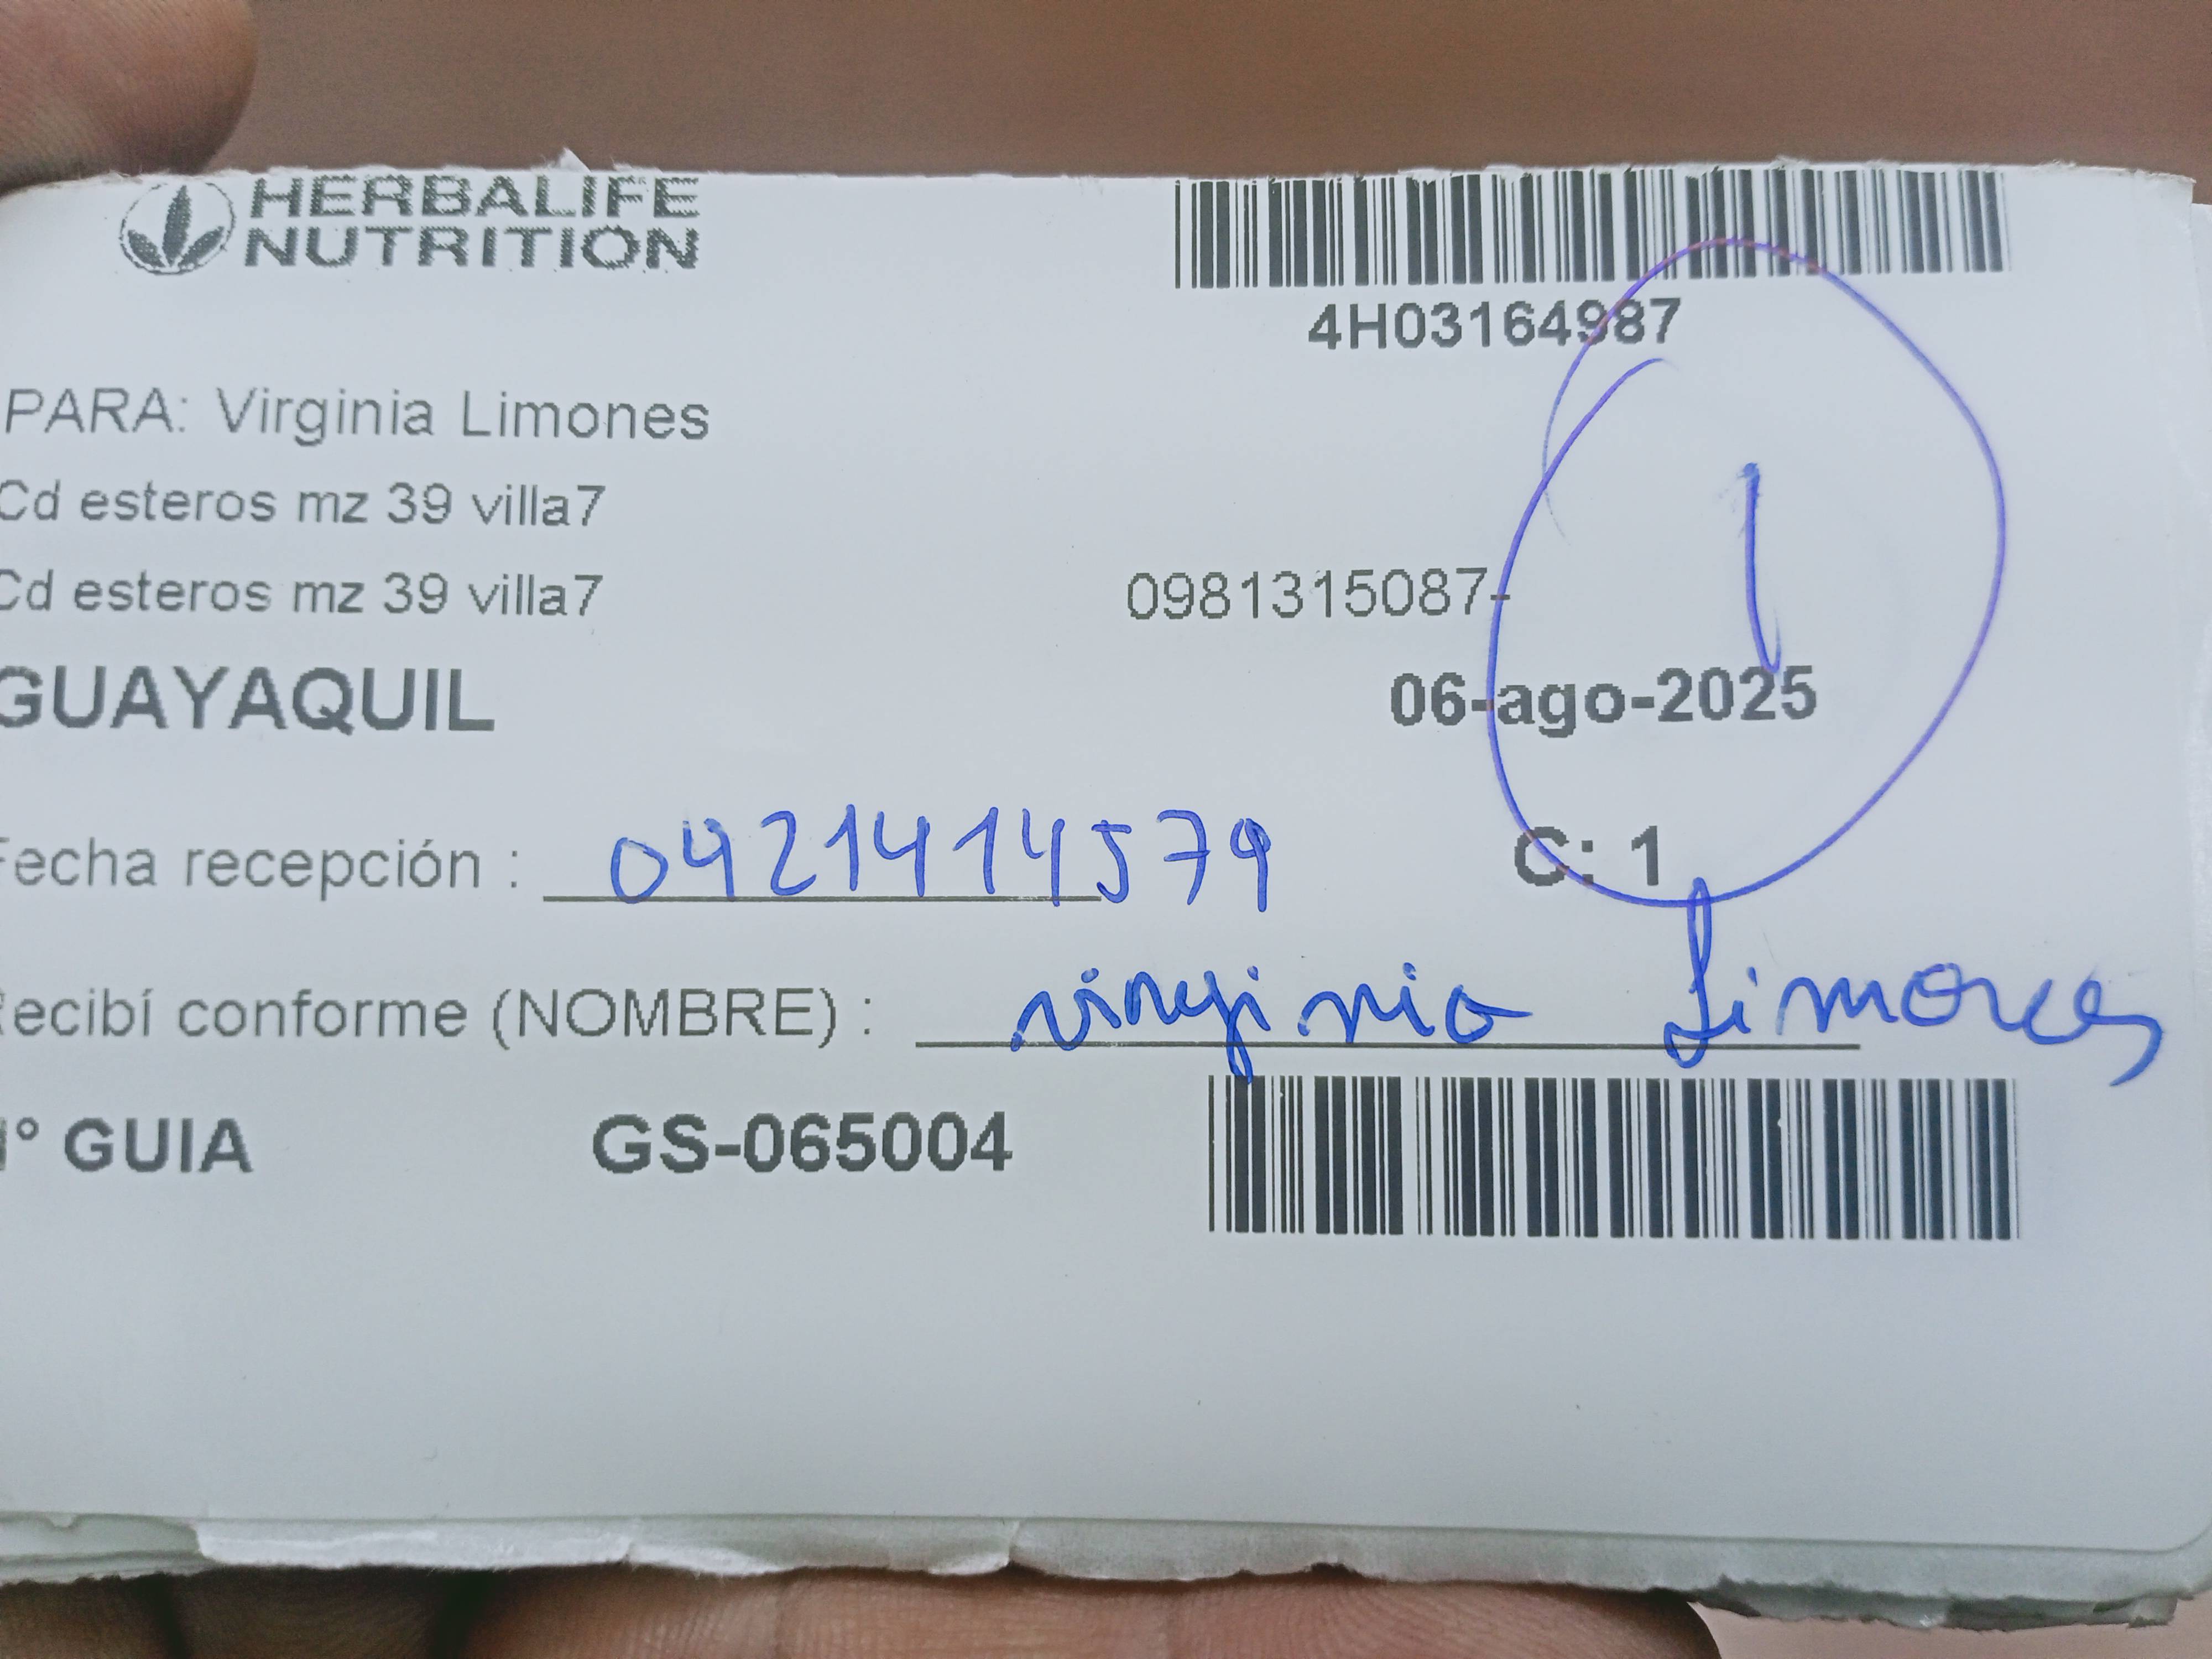 HERBALIFE
NUTRITION
4H03164987
PARA: Virginia Limones
Cd esteros mz 39 villa7
Cd esteros mz 39 villa7
0981315087-
1
GUAYAQUIL
06-ago-2025
Fecha recepción : 0921414579
C: 1
Recibí conforme (NOMBRE) : virginia Limones
N° GUIA GS-065004